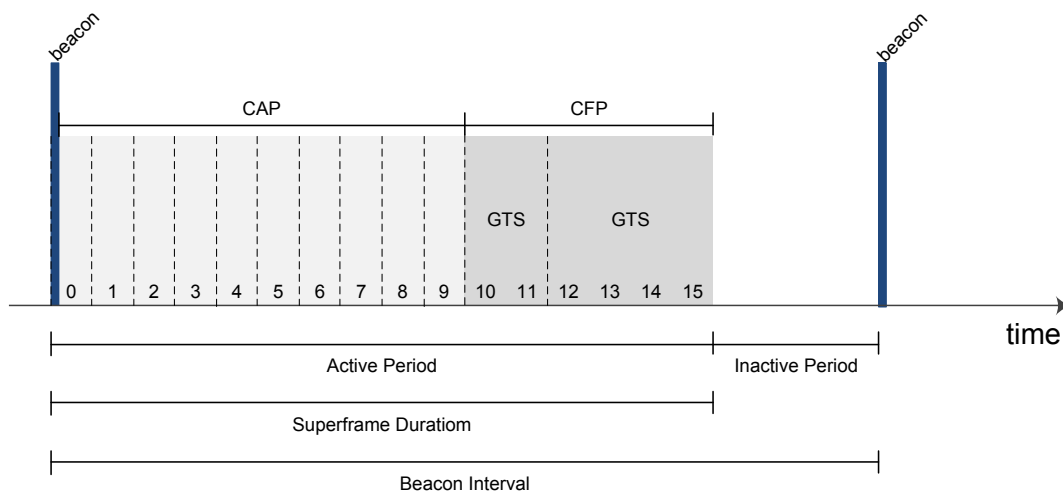 beacon
beacon
CAP
CFP
GTS
GTS
0 1 2 3 4 5 6 7 8 9 10 11 12 13 14 15
time
Active Period
Inactive Period
Superframe Duratiom
Beacon Interval